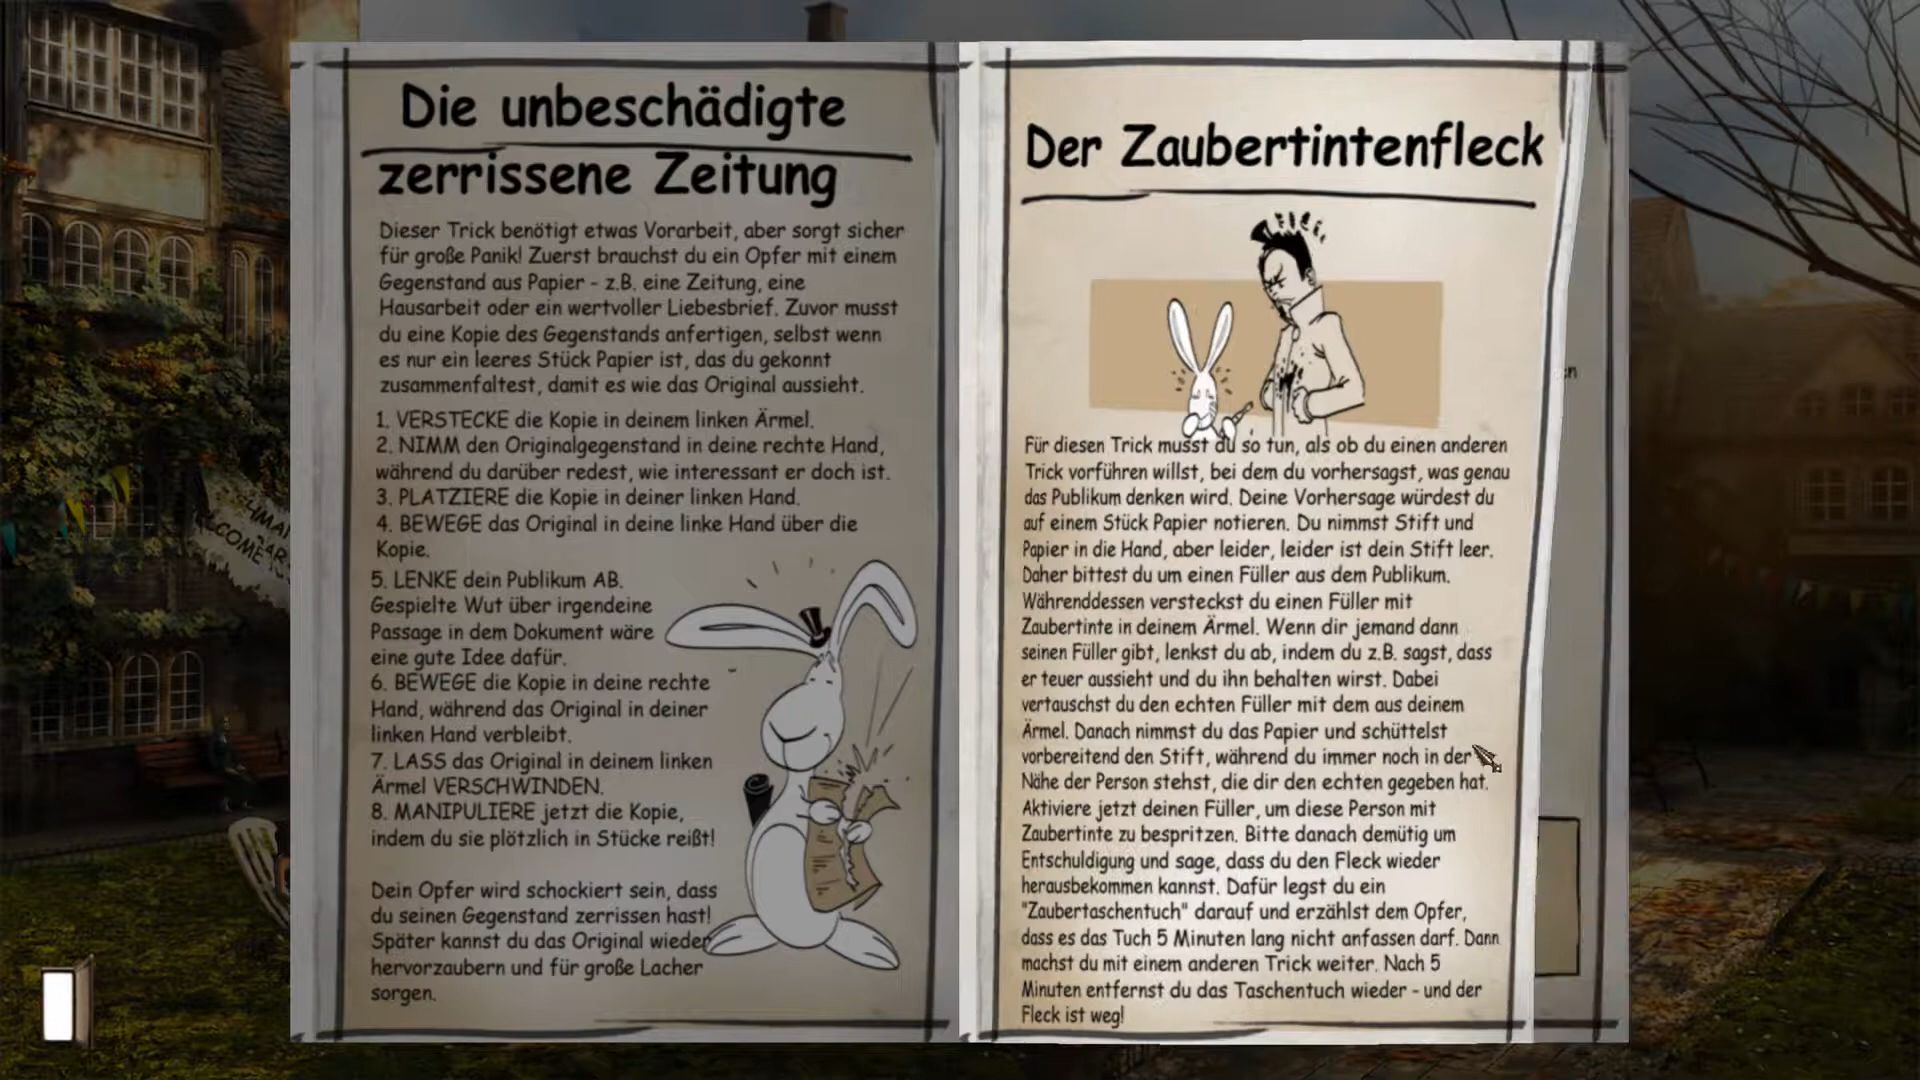 Die unbeschädigte
zerrissene Zeitung
Dieser Trick benötigt etwas Vorarbeit, aber sorgt sicher
für große Panik! Zuerst brauchst du ein Opfer mit einem
Gegenstand aus Papier - z.B. eine Zeitung, eine
Hausarbeit oder ein wertvoller Liebesbrief. Zuvor musst
du eine Kopie des Gegenstands anfertigen, selbst wenn
es nur ein leeres Stück Papier ist, das du gekonnt
zusammenfaltest, damit es wie das Original aussieht.
1. VERSTECKE die Kopie in deinem linken Ärmel.
2. NIMM den Originalgegenstand in deine rechte Hand,
während du darüber redest, wie interessant er doch ist.
3. PLATZIERE die Kopie in deiner linken Hand.
4. BEWEGE das Original in deine linke Hand über die
Kopie.
5. LENKE dein Publikum AB.
Gespielte Wut über irgendeine
Passage in dem Dokument wäre
eine gute Idee dafür.
6. BEWEGE die Kopie in deine rechte
Hand, während das Original in deiner
linken Hand verbleibt.
7. LASS das Original in deinem linken
Ärmel VERSCHWINDEN.
8. MANIPULIERE jetzt die Kopie,
indem du sie plötzlich in Stücke reißt!
Dein Opfer wird schockiert sein, dass
du seinen Gegenstand zerrissen hast!
Später kannst du das Original wieder
hervorzaubern und für große Lacher
sorgen.
Der Zaubertintenfleck
Für diesen Trick musst du so tun, als ob du einen anderen
Trick vorführen willst, bei dem du vorhersagst, was genau
das Publikum denken wird. Deine Vorhersage würdest du
auf einem Stück Papier notieren. Du nimmst Stift und
Papier in die Hand, aber leider, leider ist dein Stift leer.
Daher bittest du um einen Füller aus dem Publikum.
Währenddessen versteckst du einen Füller mit
Zaubertinte in deinem Ärmel. Wenn dir jemand dann
seinen Füller gibt, lenkst du ab, indem du z.B. sagst, dass
er teuer aussieht und du ihn behalten wirst. Dabei
vertauschst du den echten Füller mit dem aus deinem
Ärmel. Danach nimmst du das Papier und schüttelst
vorbereitend den Stift, während du immer noch in der
Nähe der Person stehst, die dir den echten gegeben hat.
Aktiviere jetzt deinen Füller, um diese Person mit
Zaubertinte zu bespritzen. Bitte danach demütig um
Entschuldigung und sage, dass du den Fleck wieder
herausbekommen kannst. Dafür legst du ein
"Zaubertaschentuch" darauf und erzählst dem Opfer,
dass es das Tuch 5 Minuten lang nicht anfassen darf. Dann
machst du mit einem anderen Trick weiter. Nach 5
Minuten entfernst du das Taschentuch wieder - und der
Fleck ist weg!